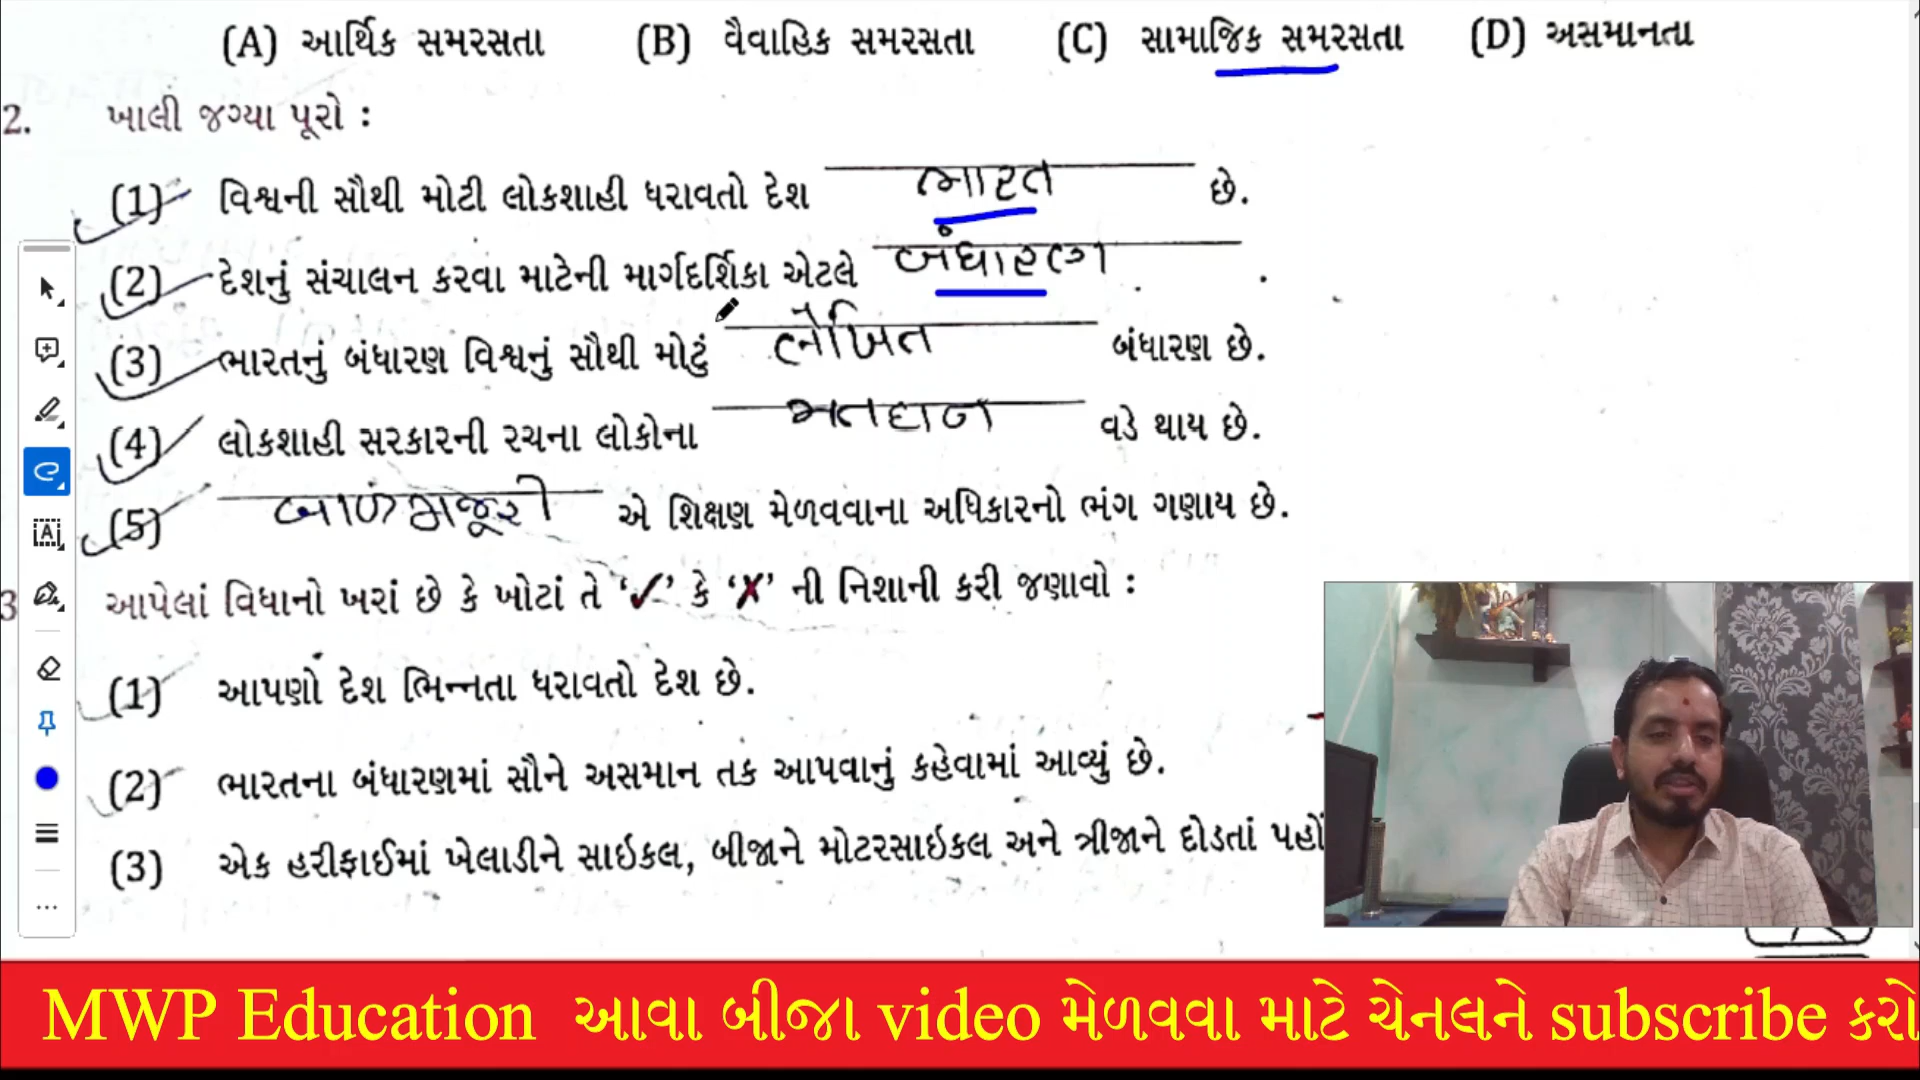 (A) આર્થિક સમરસતા (B) વૈવાહિક સમરસતા (C) સામાજિક સમરસતા (D) અસમાનતા
2. ખાલી જગ્યા પૂરો :
(1) વિશ્વની સૌથી મોટી લોકશાહી ધરાવતો દેશ ભારત છે.
(2) દેશનું સંચાલન કરવા માટેની માર્ગદર્શિકા એટલે બંધારણ .
(3) ભારતનું બંધારણ વિશ્વનું સૌથી મોટું લેખિત બંધારણ છે.
(4) લોકશાહી સરકારની રચના લોકોના મતદાન વડે થાય છે.
(5) બાળમજૂરી એ શિક્ષણ મેળવવાના અધિકારનો ભંગ ગણાય છે.
3 આપેલાં વિધાનો ખરાં છે કે ખોટાં તે ‘✓’ કે ‘✗’ ની નિશાની કરી જણાવો :
(1) આપણો દેશ ભિન્નતા ધરાવતો દેશ છે.
(2) ભારતના બંધારણમાં સૌને અસમાન તક આપવાનું કહેવામાં આવ્યું છે.
(3) એક હરીફાઈમાં ખેલાડીને સાઇકલ, બીજાને મોટરસાઇકલ અને ત્રીજાને દોડતાં
MWP Education આવા બીજા video મેળવવા માટે ચેનલને subscribe કરો